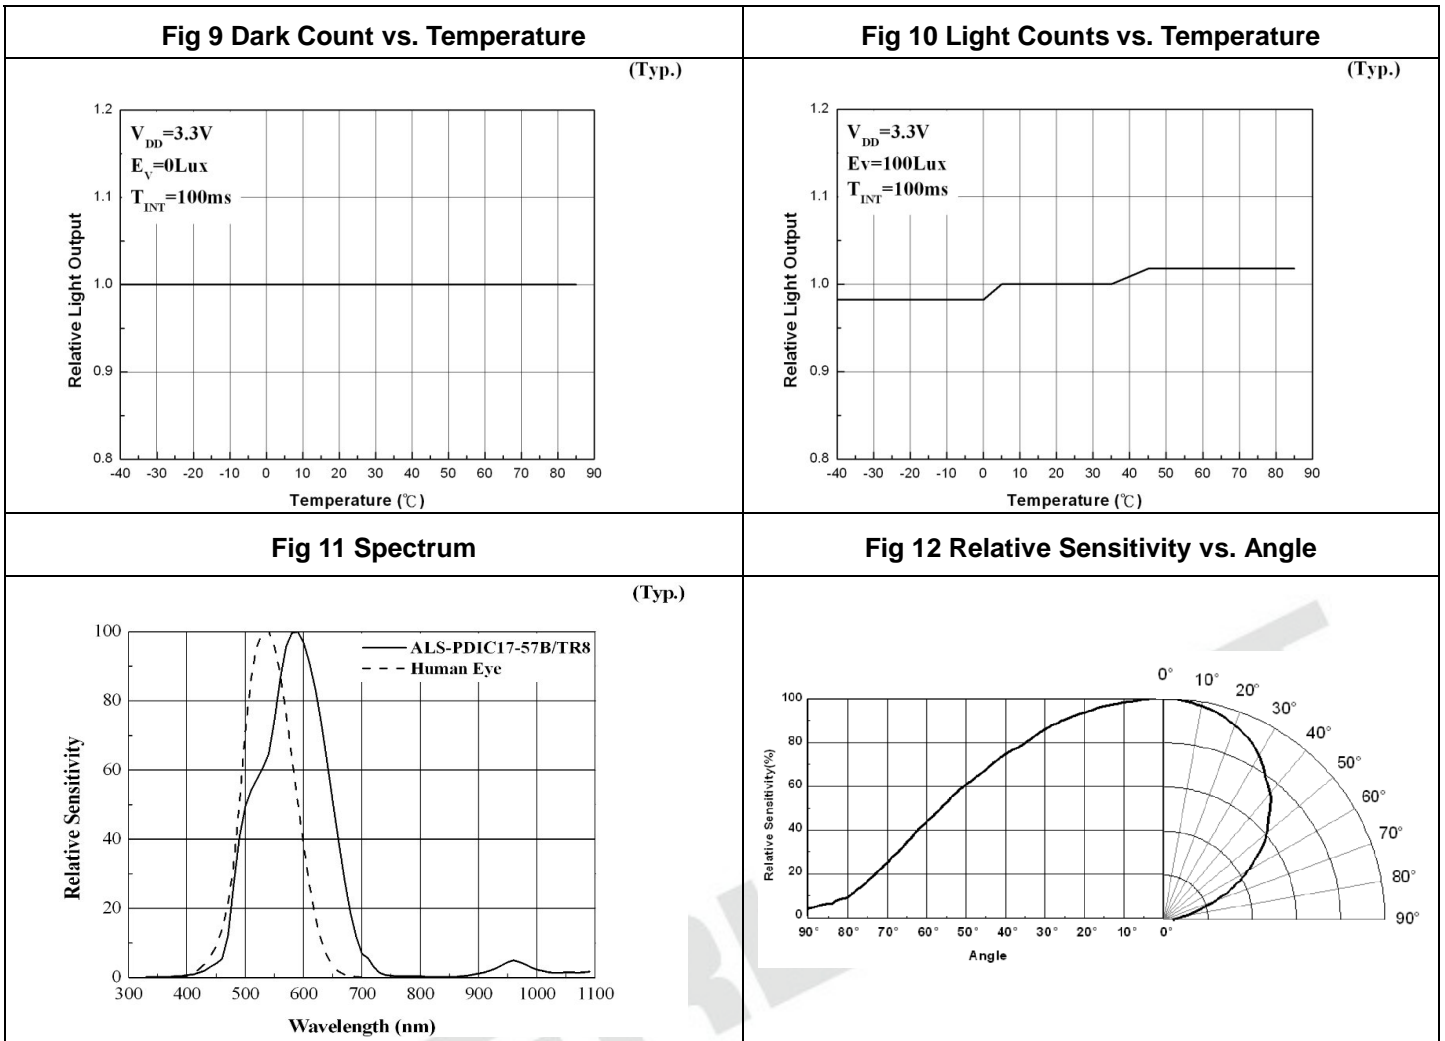 Fig 9 Dark Count vs. Temperature
Fig 10 Light Counts vs. Temperature
(Typ.)
1.2
1.1
1.0
0.9
0.8
VDD=3.3V
EV=0Lux
TINT=100ms
Relative Light Output
-40 -30 -20 -10 0 10 20 30 40 50 60 70 80 90
Temperature (℃)
(Typ.)
1.2
1.1
1.0
0.9
0.8
VDD=3.3V
Ev=100Lux
TINT=100ms
Relative Light Output
-40 -30 -20 -10 0 10 20 30 40 50 60 70 80 90
Temperature (℃)
Fig 11 Spectrum
Fig 12 Relative Sensitivity vs. Angle
(Typ.)
100
80
60
40
20
0
ALS-PDIC17-57B/TR8
Human Eye
Relative Sensitivity
300 400 500 600 700 800 900 1000 1100
Wavelength (nm)
100
80
60
40
20
0
Relative Sensitivity(%)
90° 80° 70° 60° 50° 40° 30° 20° 10° 0°
Angle
0°
10°
20°
30°
40°
50°
60°
70°
80°
90°